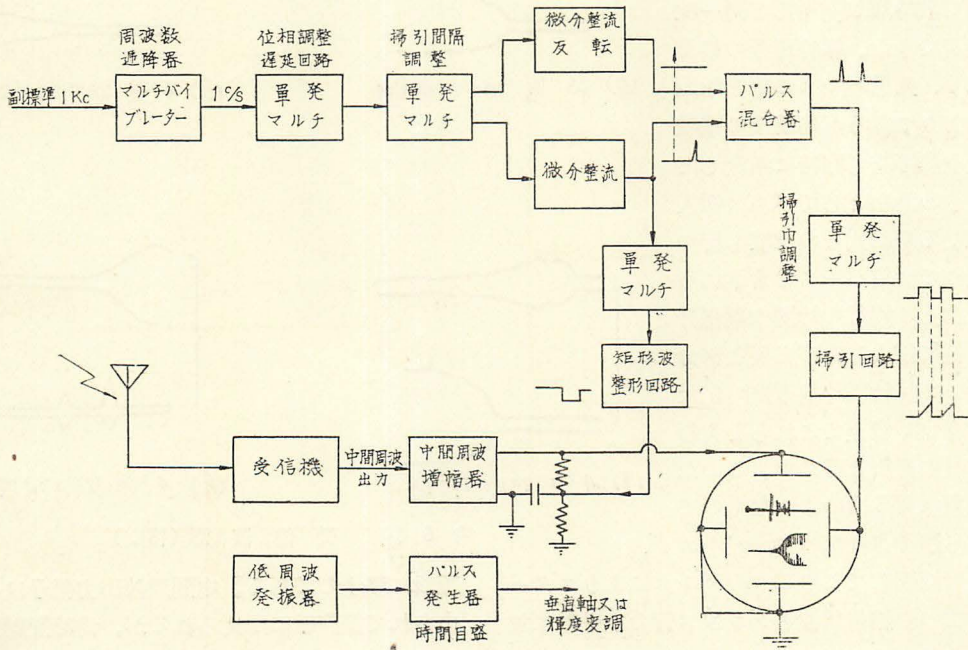 副標準1Kc
周波数
逓降器
マルチバイ
ブレーター
1c/s
位相調整
遅延回路
単発
マルチ
掃引間隔
調整
単発
マルチ
微分整流
反転
微分整流
パルス
混合器
単発
マルチ
掃引巾調整
単発
マルチ
矩形波
整形回路
掃引回路
受信機
中間周波
出力
中間周波
増幅器
低周波
発振器
パルス
発生器
時間目盛
垂直軸又は
輝度変調